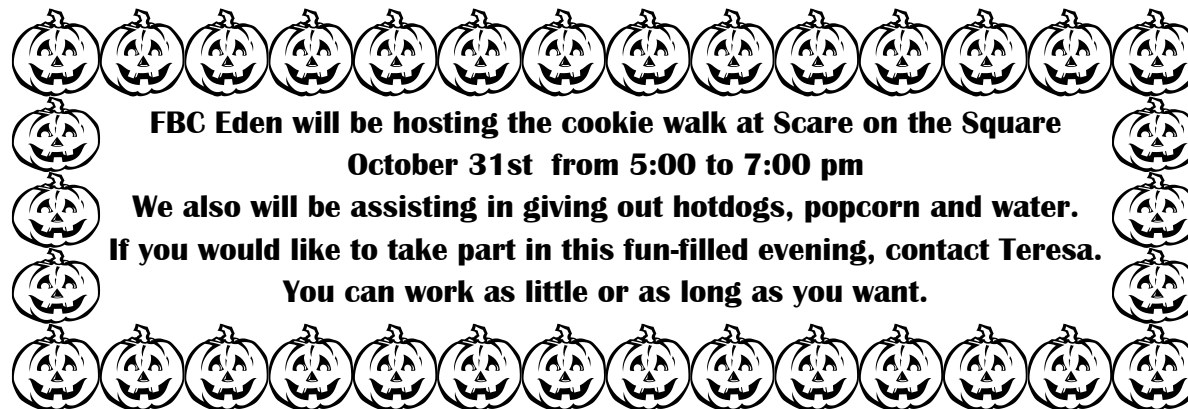 FBC Eden will be hosting the cookie walk at Scare on the Square
October 31st  from 5:00 to 7:00 pm
We also will be assisting in giving out hotdogs, popcorn and water.
If you would like to take part in this fun-filled evening, contact Teresa.
You can work as little or as long as you want.